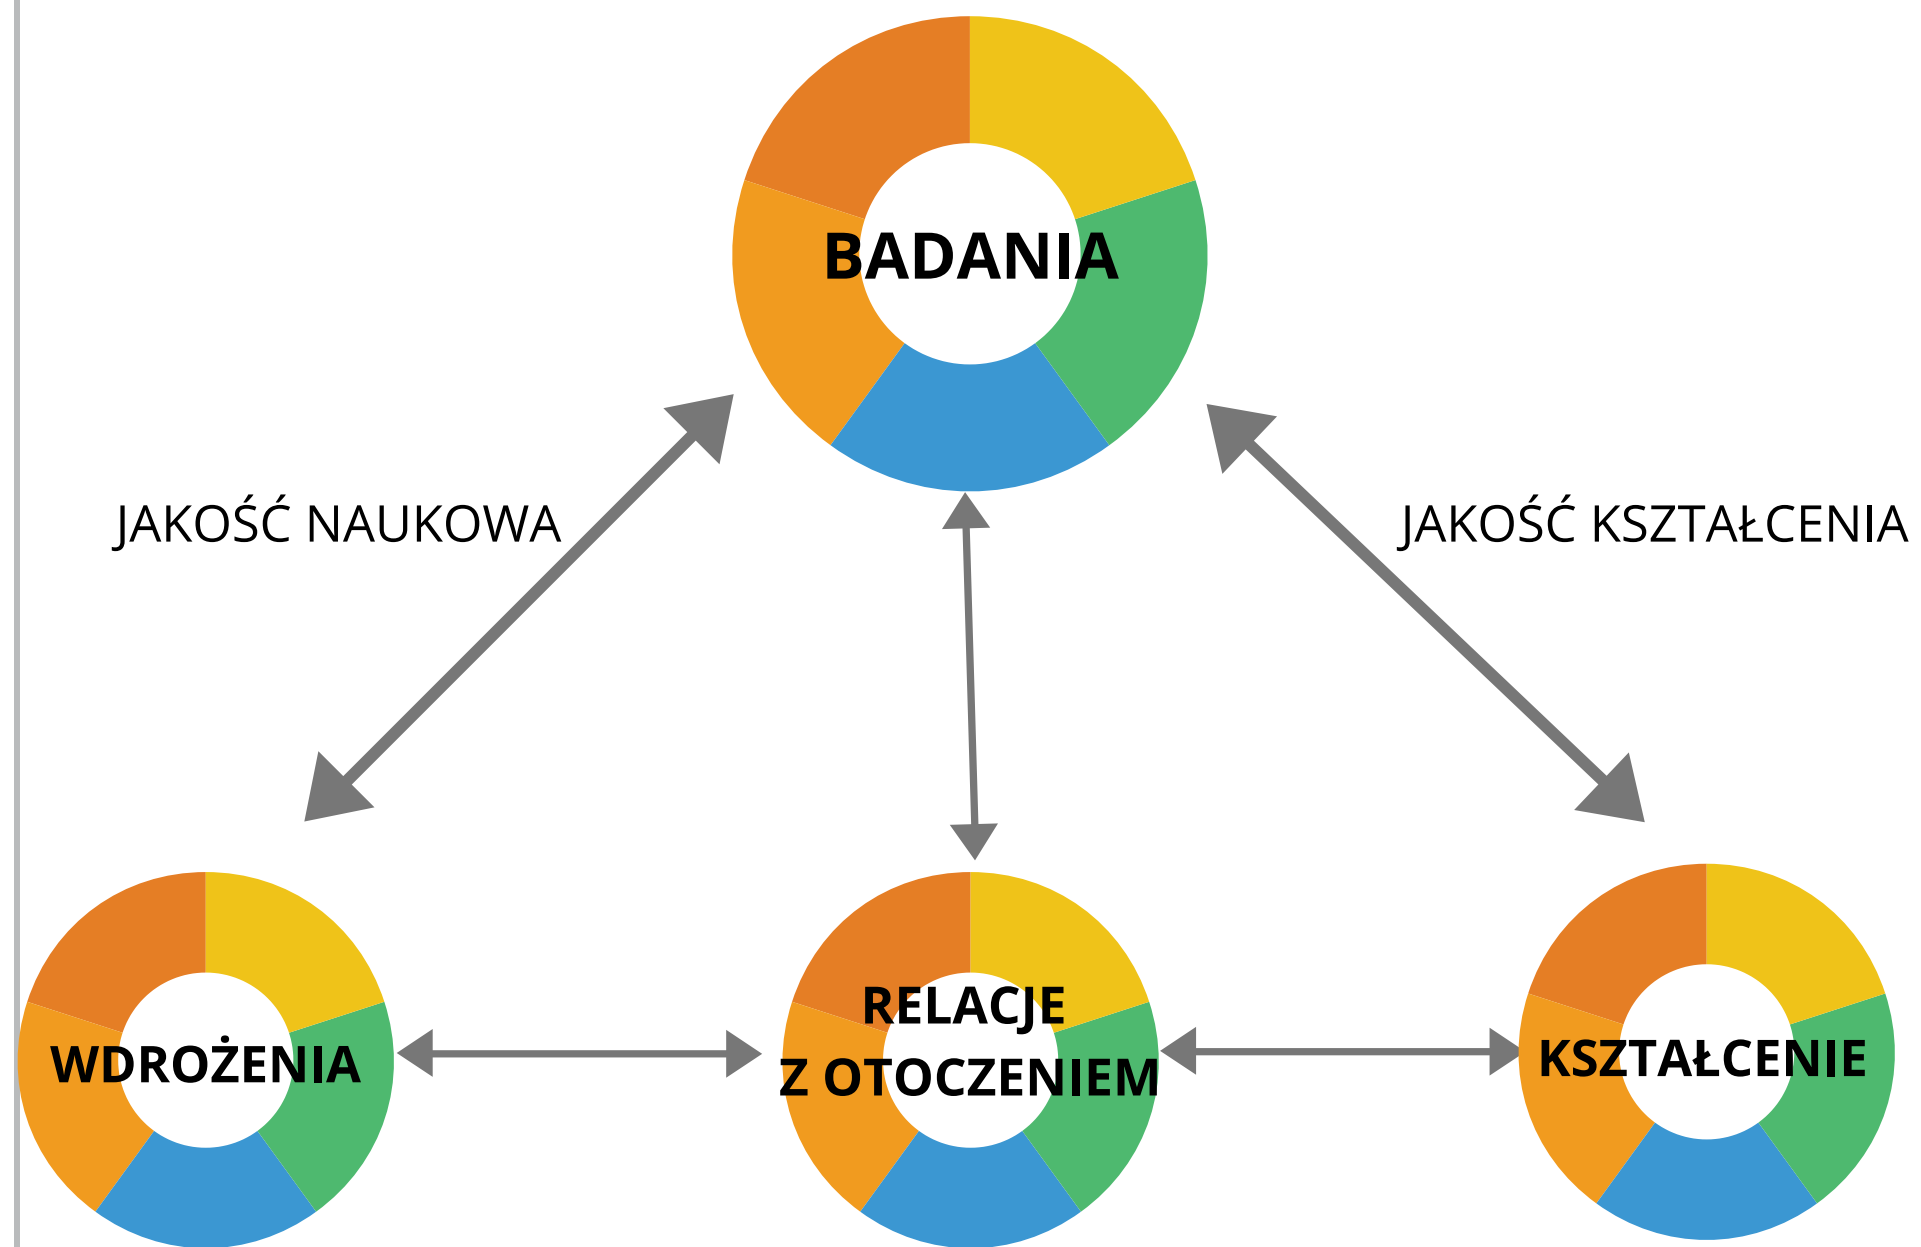 BADANIA
JAKOŚĆ NAUKOWA
JAKOŚĆ KSZTAŁCENIA
WDROŻENIA
RELACJE
Z OTOCZENIEM
KSZTAŁCENIE